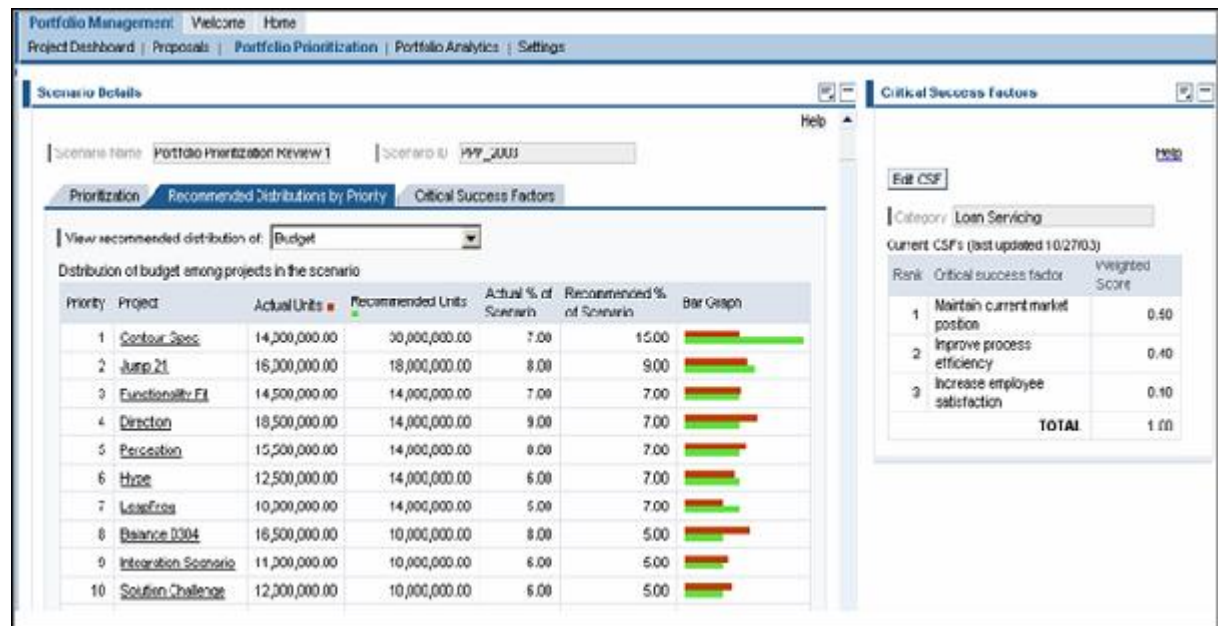 Portfolio Management Welcome Home
Project Dashboard | Proposals | Portfolio Prioritization | Portfolio Analytics | Settings
Scenario Details
Help
Scenario Name Portfolio Prioritization Review 1 Scenario ID PPP_2003
Prioritization Recommended Distributions by Priority Critical Success Factors
View recommended distribution of: Budget
Distribution of budget among projects in the scenario
Priority Project Actual Units Recommended Units Actual % of Scenario Recommended % of Scenario Bar Graph
1 Contour Spec 14,000,000.00 30,000,000.00 7.00 15.00
2 Jump 21 16,000,000.00 18,000,000.00 8.00 9.00
3 Functionality Fit 14,500,000.00 14,000,000.00 7.00 7.00
4 Direction 18,500,000.00 14,000,000.00 9.00 7.00
5 Perception 15,500,000.00 14,000,000.00 8.00 7.00
6 Hype 12,500,000.00 14,000,000.00 6.00 7.00
7 LeapFrog 10,000,000.00 14,000,000.00 5.00 7.00
8 Balance 0304 16,500,000.00 10,000,000.00 8.00 5.00
9 Integration Scenario 11,000,000.00 10,000,000.00 6.00 5.00
10 Solution Challenge 12,000,000.00 10,000,000.00 6.00 5.00
Critical Success Factors
Help
Edit CSF
Category Loan Servicing
Current CSFs (last updated 10/27/03)
Rank Critical success factor Weighted Score
1 Maintain current market
position 0.50
2 Improve process
efficiency 0.40
3 Increase employee
satisfaction 0.10
TOTAL 1.00